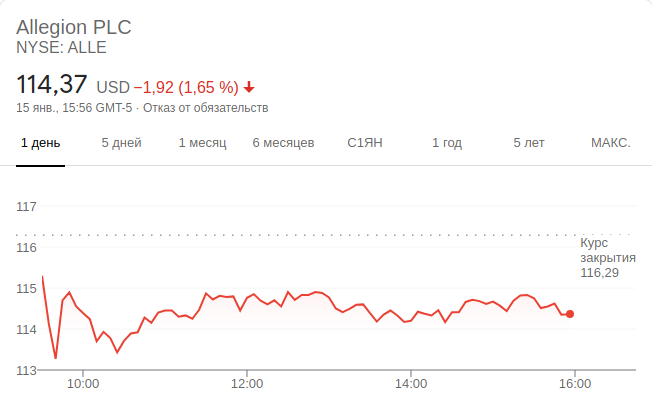 Allegion PLC
NYSE: ALLE
114,37 USD −1,92 (1,65 %)
15 янв., 15:56 GMT-5 · Отказ от обязательств
1 день 5 дней 1 месяц 6 месяцев С1ЯН 1 год 5 лет МАКС.
117
116
Курс
закрытия
116,29
115
114
113
10:00 12:00 14:00 16:00